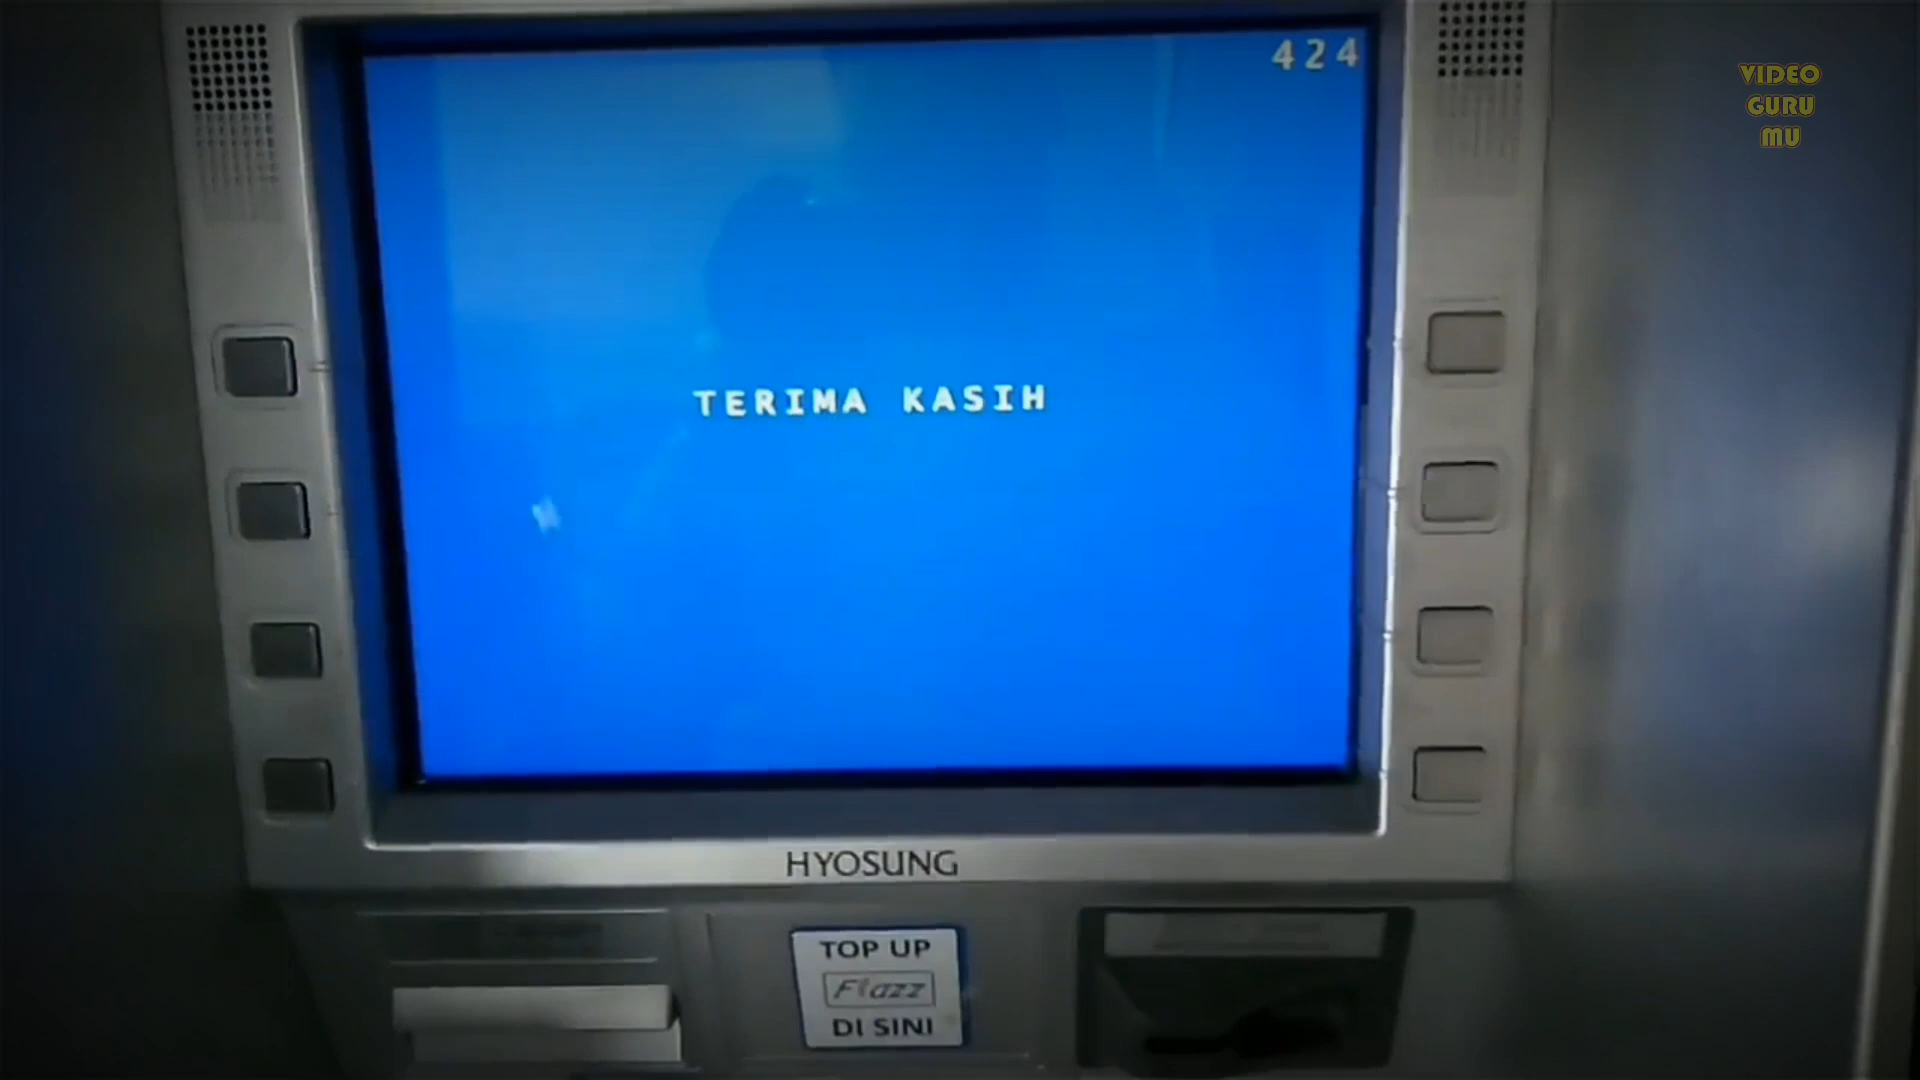 424
VIDEO
GURU
MU
TERIMA KASIH
HYOSUNG
TOP UP
Flazz
DI SINI